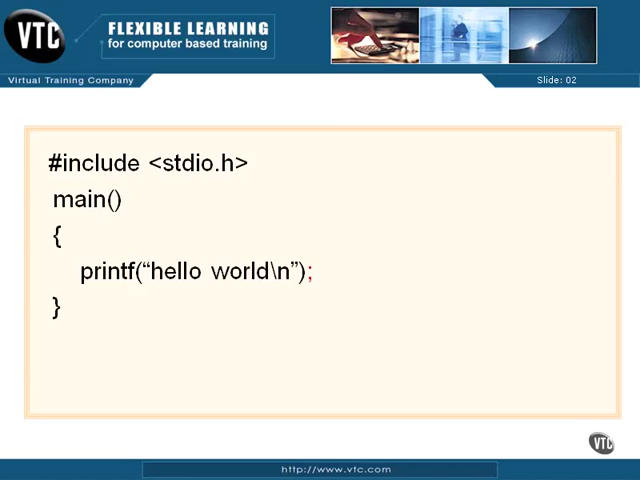 VTC
FLEXIBLE LEARNING
for computer based training
Virtual Training Company
Slide: 02
#include <stdio.h>
main()
{
printf(“hello world\n”);
}
VTC
http://www.vtc.com